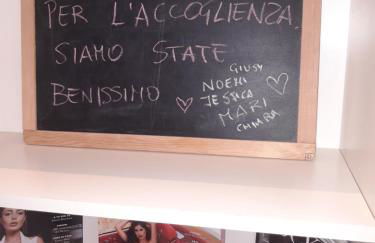 PER L'ACCOGLIENZA.
SIAMO STATE
BENISSIMO
GIUSY
NOEMI
JESSICA
MARI
CHIARA